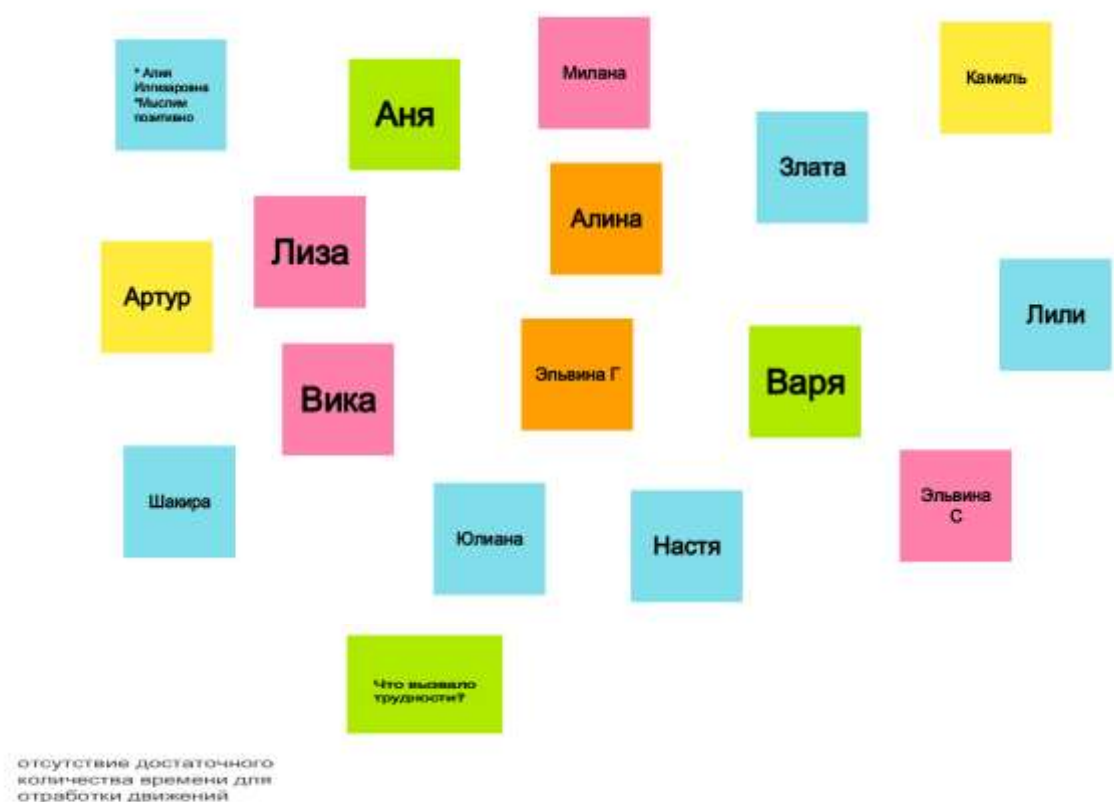 * Алия
Илгизаровна
*Мыслим
позитивно
Аня
Милана
Камиль
Злата
Алина
Лиза
Артур
Лили
Вика
Эльвина Г
Варя
Шакира
Юлиана
Настя
Эльвина
С
Что вызвало
трудности?
отсутствие достаточного
количества времени для
отработки движений